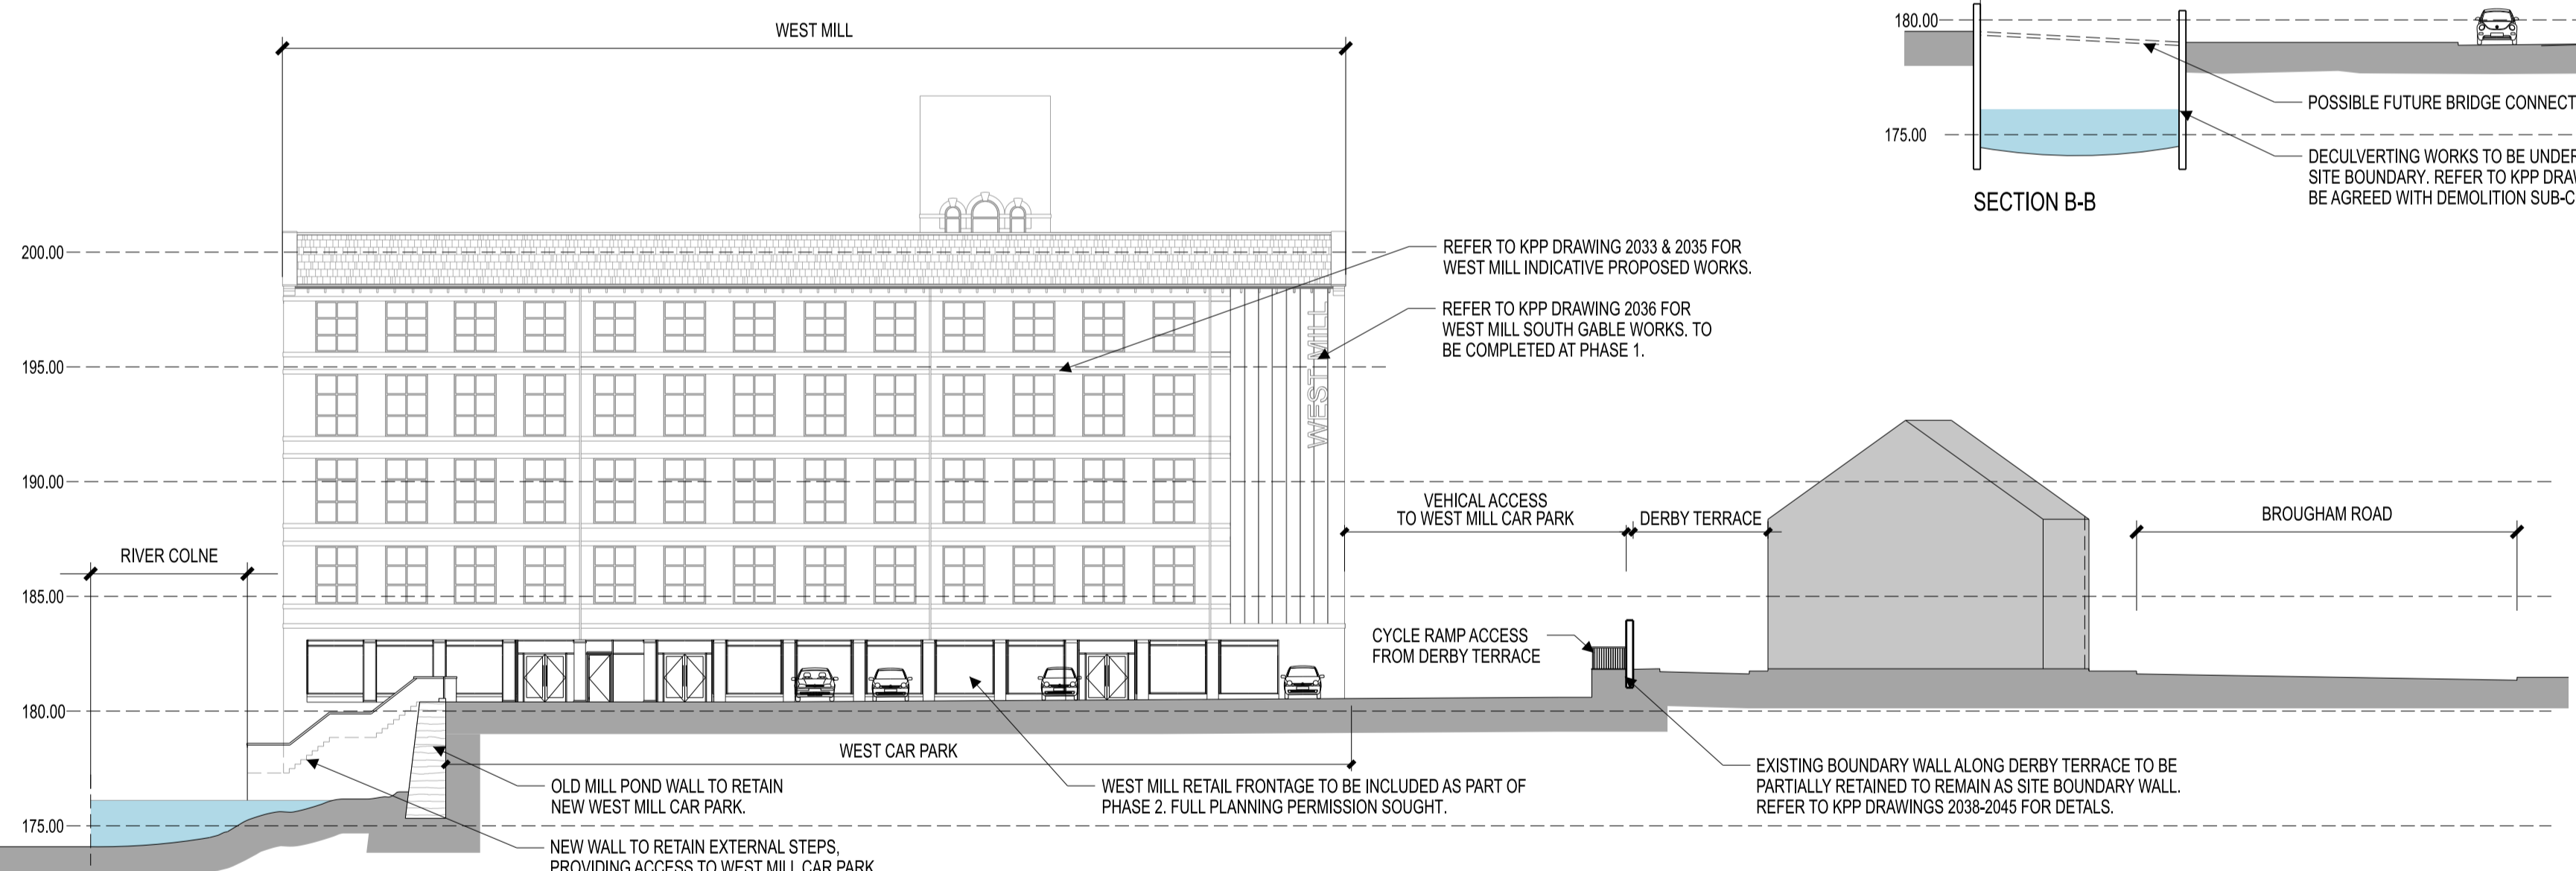 WEST MILL
180.00
POSSIBLE FUTURE BRIDGE CONNECT
175.00
DECULVERTING WORKS TO BE UNDER
SITE BOUNDARY. REFER TO KPP DRAW
BE AGREED WITH DEMOLITION SUB-C
SECTION B-B
200.00
REFER TO KPP DRAWING 2033 & 2035 FOR
WEST MILL INDICATIVE PROPOSED WORKS.
REFER TO KPP DRAWING 2036 FOR
WEST MILL SOUTH GABLE WORKS. TO
BE COMPLETED AT PHASE 1.
195.00
WEST MILL
190.00
VEHICAL ACCESS
TO WEST MILL CAR PARK
DERBY TERRACE
BROUGHAM ROAD
RIVER COLNE
185.00
CYCLE RAMP ACCESS
FROM DERBY TERRACE
180.00
WEST CAR PARK
OLD MILL POND WALL TO RETAIN
NEW WEST MILL CAR PARK.
WEST MILL RETAIL FRONTAGE TO BE INCLUDED AS PART OF
PHASE 2. FULL PLANNING PERMISSION SOUGHT.
EXISTING BOUNDARY WALL ALONG DERBY TERRACE TO BE
PARTIALLY RETAINED TO REMAIN AS SITE BOUNDARY WALL.
REFER TO KPP DRAWINGS 2038-2045 FOR DETALS.
175.00
NEW WALL TO RETAIN EXTERNAL STEPS,
PROVIDING ACCESS TO WEST MILL CAR PARK